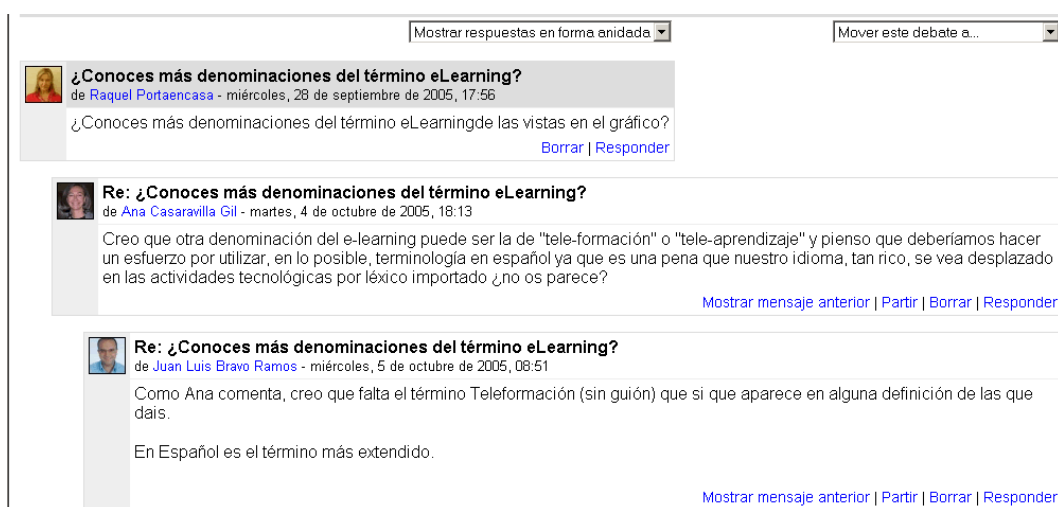 Mostrar respuestas en forma anidada
Mover este debate a...
¿Conoces más denominaciones del término eLearning?
de Raquel Portaencasa - miércoles, 28 de septiembre de 2005, 17:56
¿Conoces más denominaciones del término eLearningde las vistas en el gráfico?
Borrar | Responder
Re: ¿Conoces más denominaciones del término eLearning?
de Ana Casaravilla Gil - martes, 4 de octubre de 2005, 18:13
Creo que otra denominación del e-learning puede ser la de "tele-formación" o "tele-aprendizaje" y pienso que deberíamos hacer
un esfuerzo por utilizar, en lo posible, terminología en español ya que es una pena que nuestro idioma, tan rico, se vea desplazado
en las actividades tecnológicas por léxico importado ¿no os parece?
Mostrar mensaje anterior | Partir | Borrar | Responder
Re: ¿Conoces más denominaciones del término eLearning?
de Juan Luis Bravo Ramos - miércoles, 5 de octubre de 2005, 08:51
Como Ana comenta, creo que falta el término Teleformación (sin guión) que si que aparece en alguna definición de las que
dais.
En Español es el término más extendido.
Mostrar mensaje anterior | Partir | Borrar | Responder